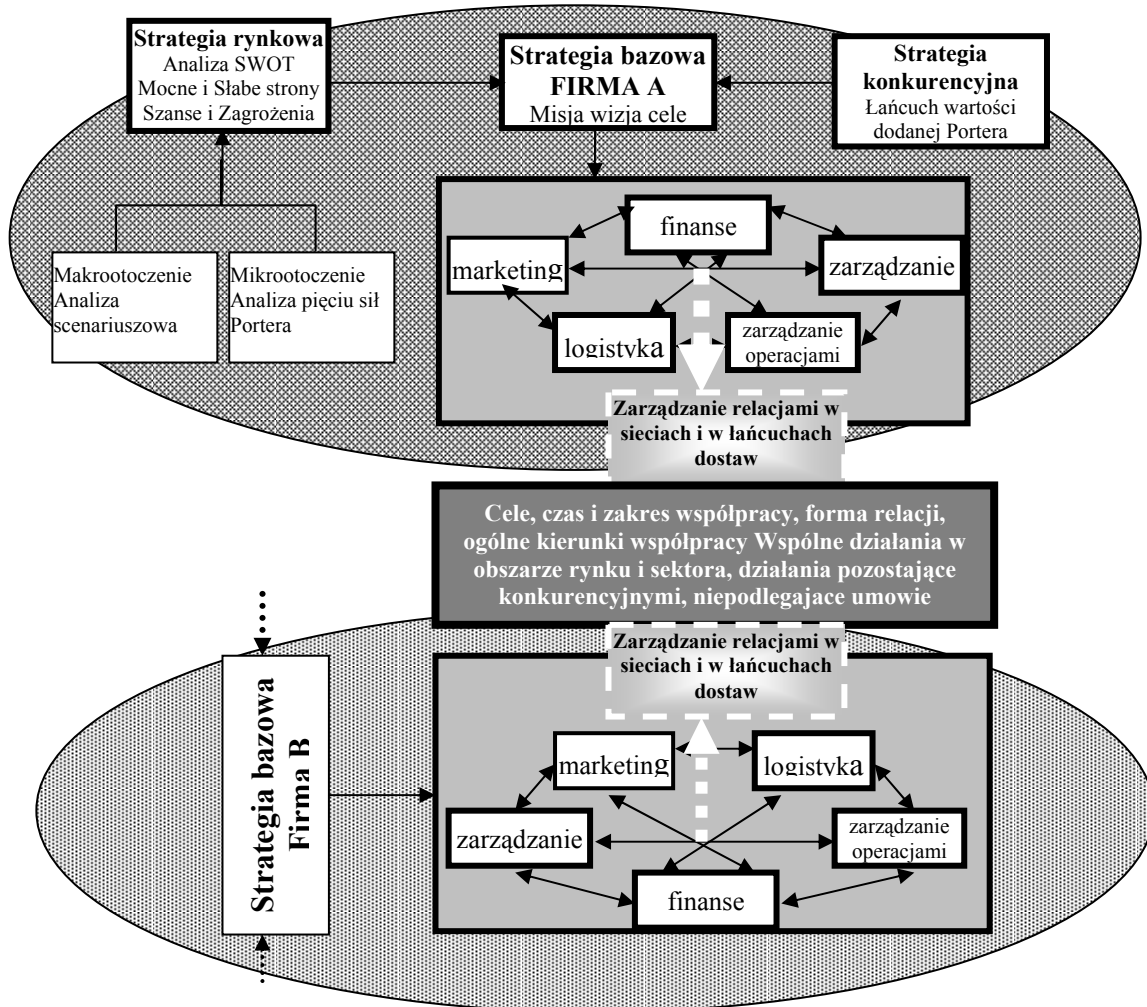 Strategia rynkowa
Analiza SWOT
Mocne i Słabe strony
Szanse i Zagrożenia
Strategia bazowa
FIRMA A
Misja wizja cele
Strategia
konkurencyjna
Łańcuch wartości
dodanej Portera
Makrootoczenie
Analiza
scenariuszowa
Mikrootoczenie
Analiza pięciu sił
Portera
finanse
marketing
zarządzanie
logistyka
zarządzanie
operacjami
Zarządzanie relacjami w
sieciach i w łańcuchach
dostaw
Cele, czas i zakres współpracy, forma relacji,
ogólne kierunki współpracy Wspólne działania w
obszarze rynku i sektora, działania pozostające
konkurencyjnymi, niepodlegajace umowie
Zarządzanie relacjami w
sieciach i w łańcuchach
dostaw
Strategia bazowa
Firma B
marketing
logistyka
zarządzanie
zarządzanie
operacjami
finanse